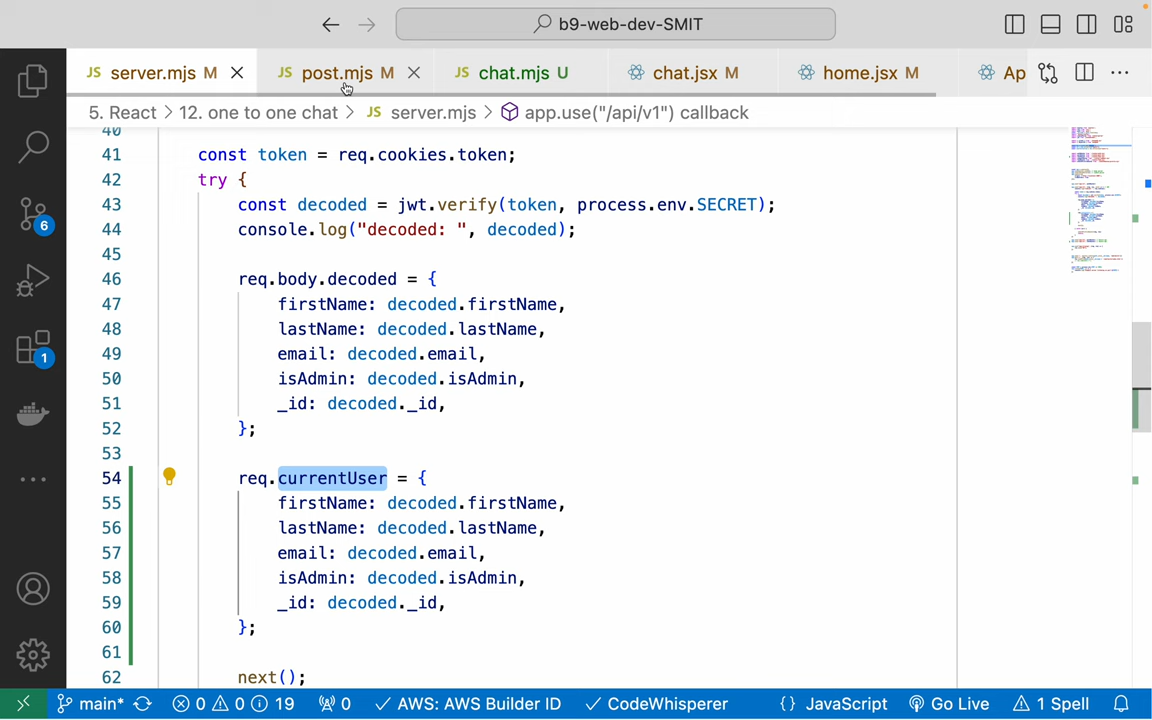 b9-web-dev-SMIT
JS server.mjs M JS post.mjs M JS chat.mjs U chat.jsx M home.jsx M Ap
5. React > 12. one to one chat > JS server.mjs > app.use("/api/v1") callback
40
41 const token = req.cookies.token;
42 try {
43 const decoded = jwt.verify(token, process.env.SECRET);
44 console.log("decoded: ", decoded);
45
46 req.body.decoded = {
47 firstName: decoded.firstName,
48 lastName: decoded.lastName,
49 email: decoded.email,
50 isAdmin: decoded.isAdmin,
51 _id: decoded._id,
52 };
53
54 req.currentUser = {
55 firstName: decoded.firstName,
56 lastName: decoded.lastName,
57 email: decoded.email,
58 isAdmin: decoded.isAdmin,
59 _id: decoded._id,
60 };
61
62 next();
6
1
main* 0 0 19 0 AWS: AWS Builder ID CodeWhisperer {} JavaScript Go Live 1 Spell